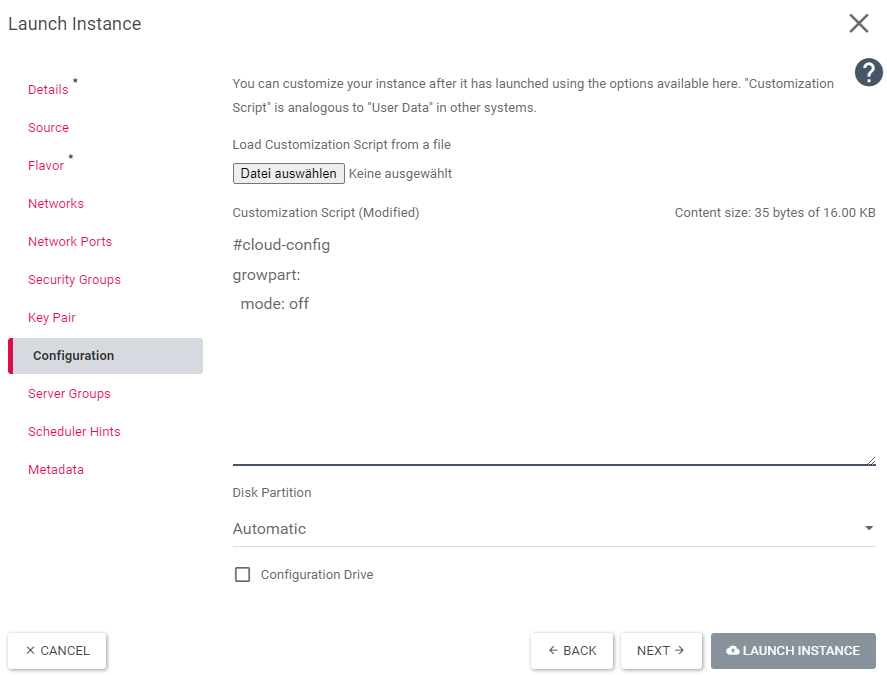 Launch Instance
Details *
Source
Flavor *
Networks
Network Ports
Security Groups
Key Pair
Configuration
Server Groups
Scheduler Hints
Metadata
?
You can customize your instance after it has launched using the options available here. "Customization
Script" is analogous to "User Data" in other systems.
Load Customization Script from a file
Datei auswählen Keine ausgewählt
Customization Script (Modified) Content size: 35 bytes of 16.00 KB
#cloud-config
growpart:
  mode: off
Disk Partition
Automatic
Configuration Drive
× CANCEL
← BACK
NEXT →
LAUNCH INSTANCE